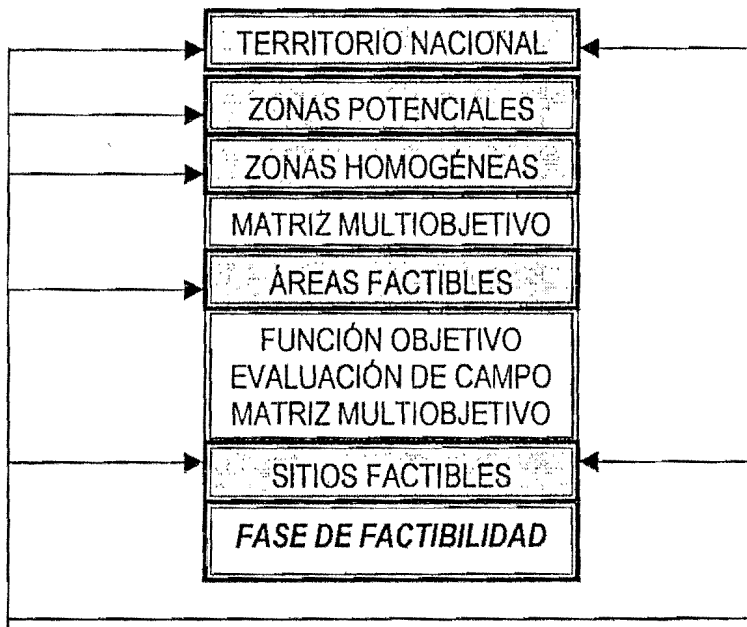 TERRITORIO NACIONAL
ZONAS POTENCIALES
ZONAS HOMOGÉNEAS
MATRIZ MULTIOBJETIVO
ÁREAS FACTIBLES
FUNCIÓN OBJETIVO
EVALUACIÓN DE CAMPO
MATRIZ MULTIOBJETIVO
SITIOS FACTIBLES
FASE DE FACTIBILIDAD